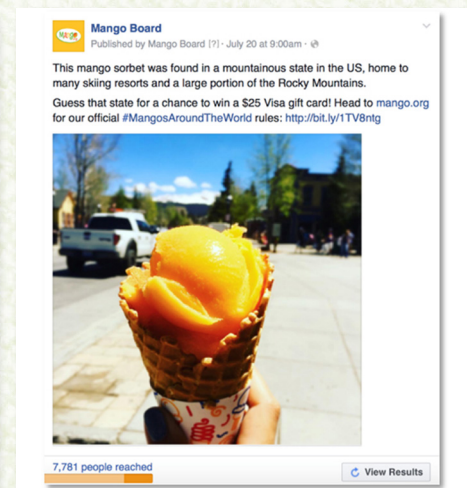 Mango Board
Published by Mango Board [?] · July 20 at 9:00am ·
This mango sorbet was found in a mountainous state in the US, home to
many skiing resorts and a large portion of the Rocky Mountains.
Guess that state for a chance to win a $25 Visa gift card! Head to mango.org
for our official #MangosAroundTheWorld rules: http://bit.ly/1TV8ntg
7,781 people reached
View Results